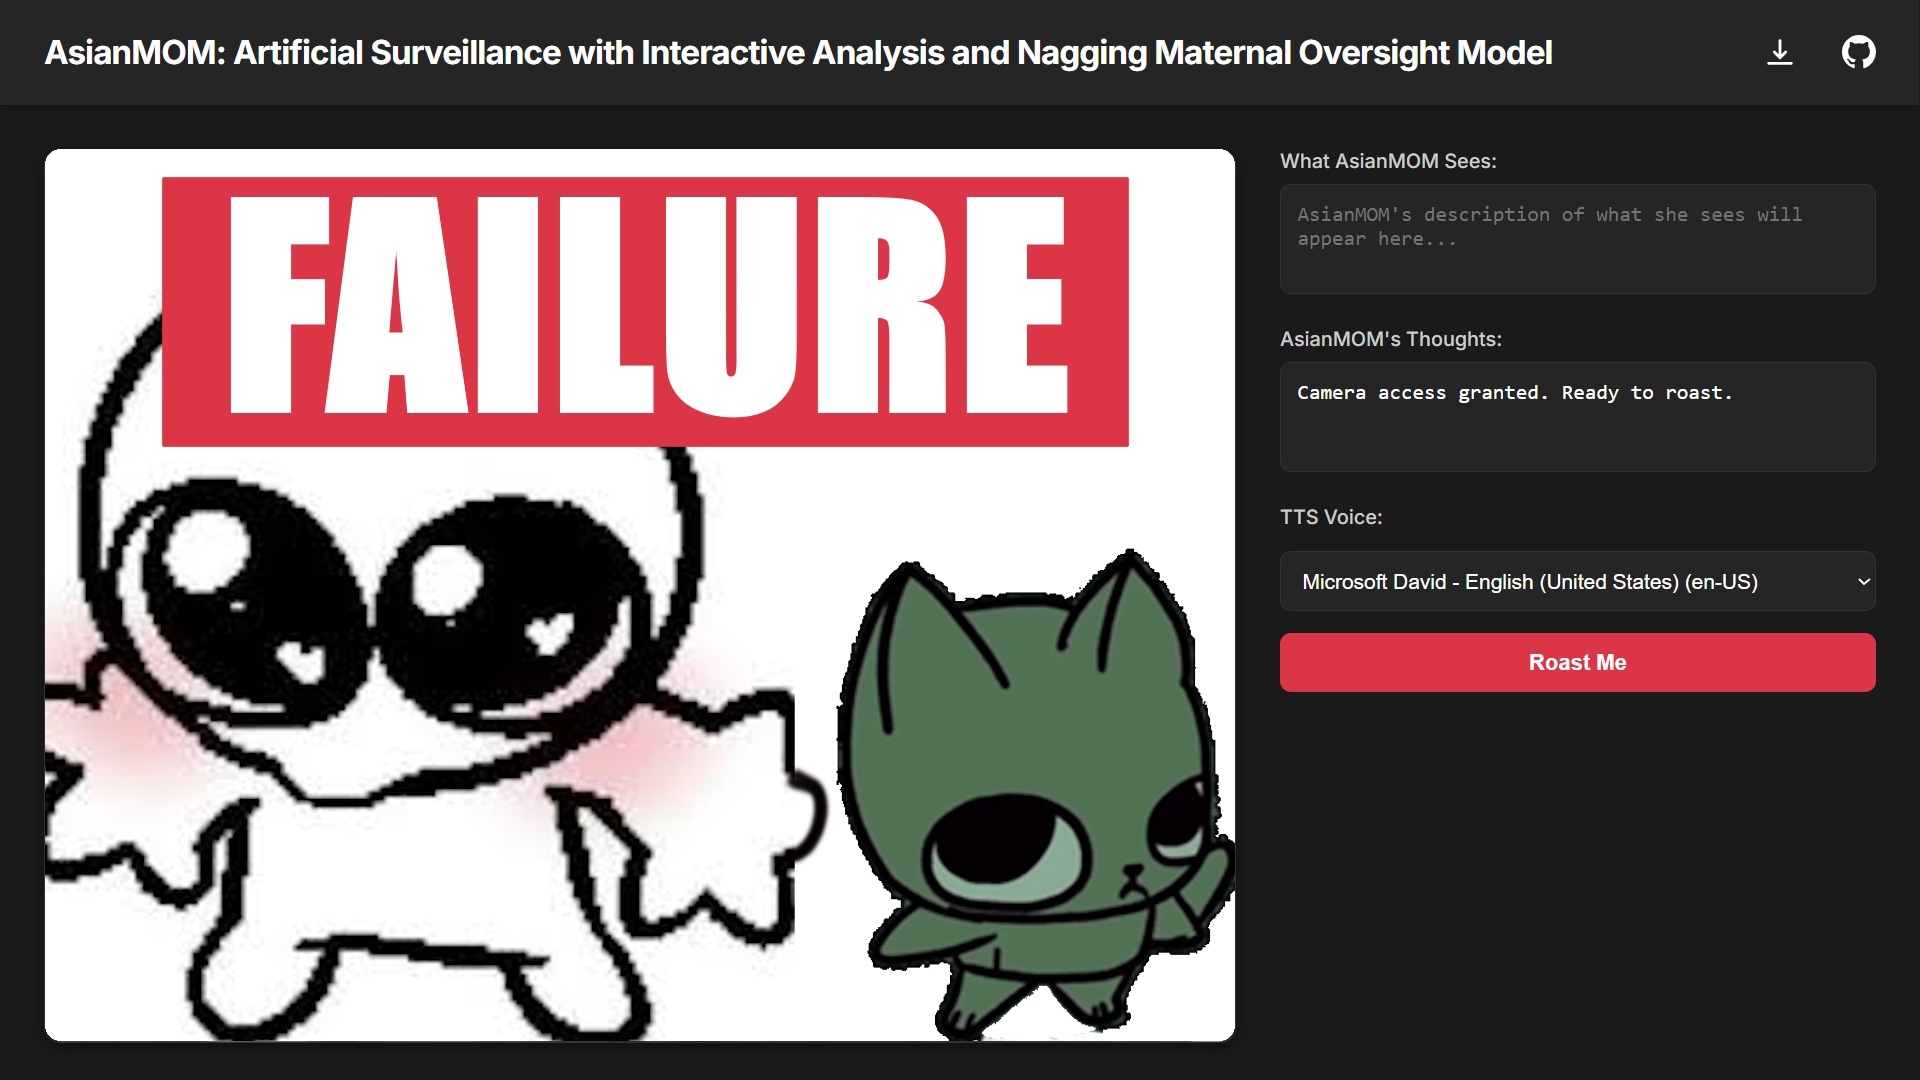 AsianMOM: Artificial Surveillance with Interactive Analysis and Nagging Maternal Oversight Model
FAILURE
What AsianMOM Sees:
AsianMOM's description of what she sees will
appear here...
AsianMOM's Thoughts:
Camera access granted. Ready to roast.
TTS Voice:
Microsoft David - English (United States) (en-US)
Roast Me